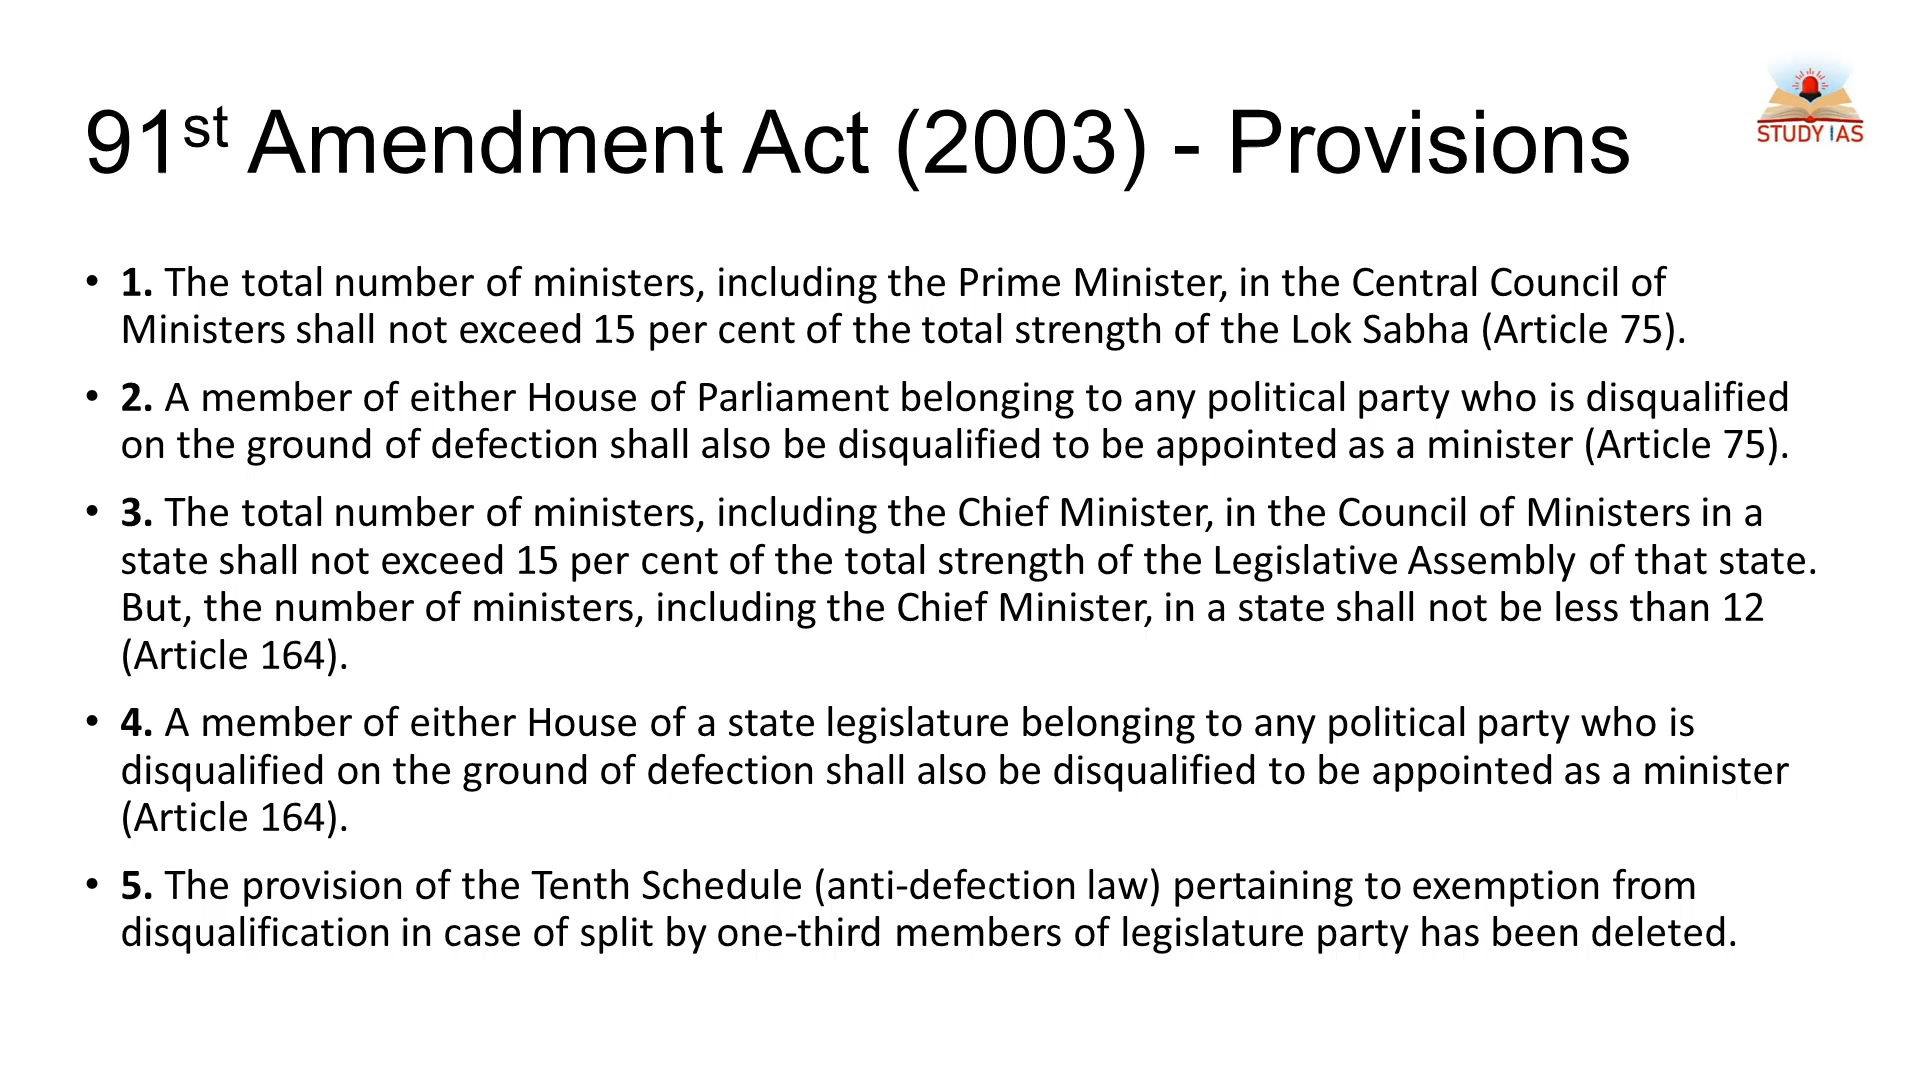 91st Amendment Act (2003) - Provisions
STUDY IAS
• 1. The total number of ministers, including the Prime Minister, in the Central Council of
Ministers shall not exceed 15 per cent of the total strength of the Lok Sabha (Article 75).
• 2. A member of either House of Parliament belonging to any political party who is disqualified
on the ground of defection shall also be disqualified to be appointed as a minister (Article 75).
• 3. The total number of ministers, including the Chief Minister, in the Council of Ministers in a
state shall not exceed 15 per cent of the total strength of the Legislative Assembly of that state.
But, the number of ministers, including the Chief Minister, in a state shall not be less than 12
(Article 164).
• 4. A member of either House of a state legislature belonging to any political party who is
disqualified on the ground of defection shall also be disqualified to be appointed as a minister
(Article 164).
• 5. The provision of the Tenth Schedule (anti-defection law) pertaining to exemption from
disqualification in case of split by one-third members of legislature party has been deleted.